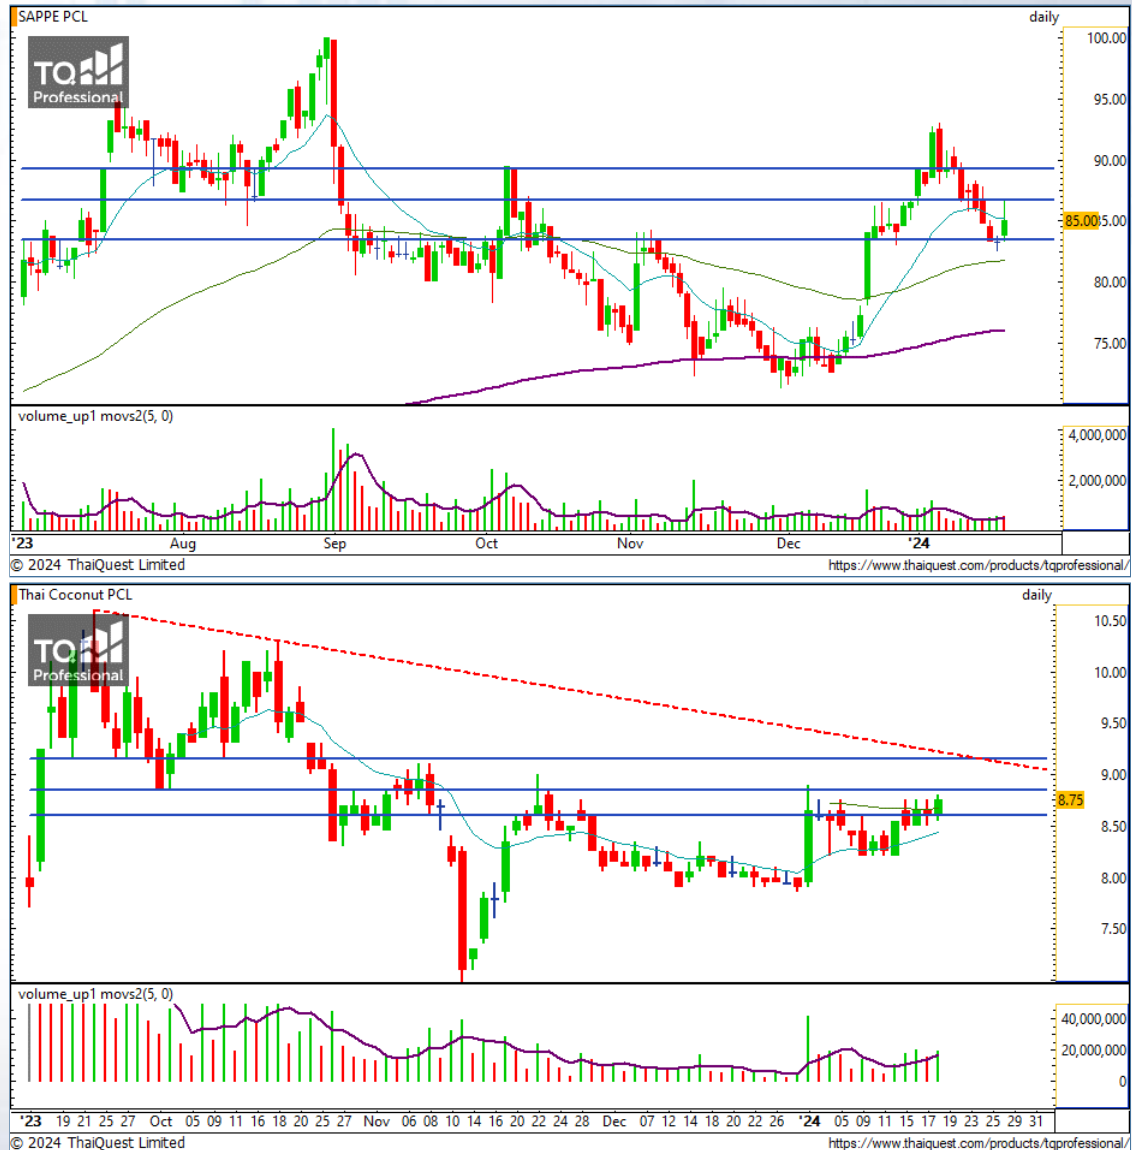 SAPPE PCL daily
TQ
Professional
100.00
95.00
90.00
85.00
85.00
80.00
75.00
volume_up1 movs2(5, 0)
4,000,000
2,000,000
'23 Aug Sep Oct Nov Dec '24
© 2024 ThaiQuest Limited https://www.thaiquest.com/products/tqprofessional/
Thai Coconut PCL daily
TQ
Professional
10.50
10.00
9.50
9.00
8.75
8.50
8.00
7.50
volume_up1 movs2(5, 0)
40,000,000
20,000,000
0
'23 19 21 25 27 Oct 05 09 11 16 18 20 25 27 Nov 06 08 10 14 16 20 22 24 28 Dec 07 12 14 18 20 22 26 '24 05 09 11 15 17 19 23 25 29 31
© 2024 ThaiQuest Limited https://www.thaiquest.com/products/tqprofessional/